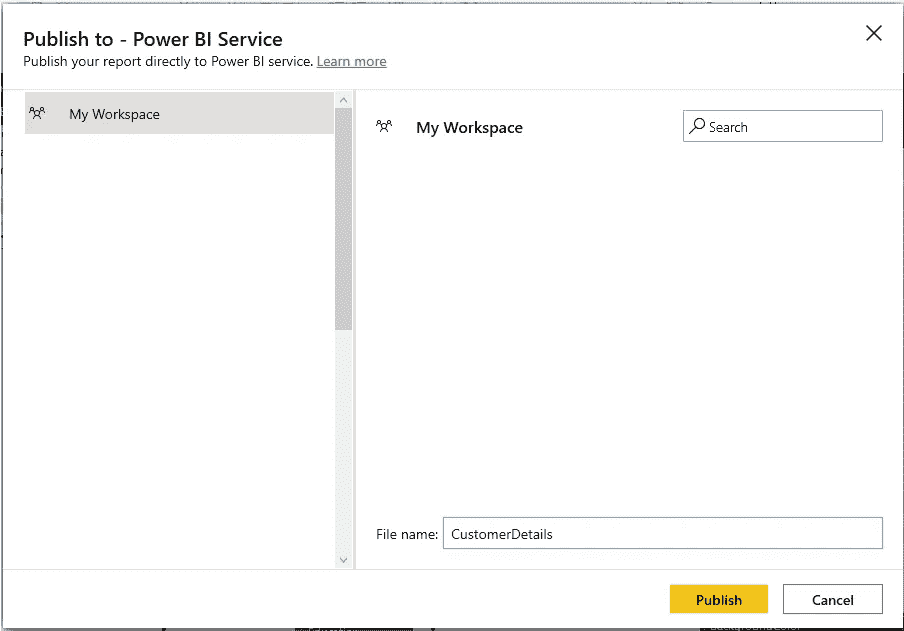 Publish to - Power BI Service
Publish your report directly to Power BI service. Learn more
My Workspace
My Workspace
Search
File name: CustomerDetails
Publish
Cancel